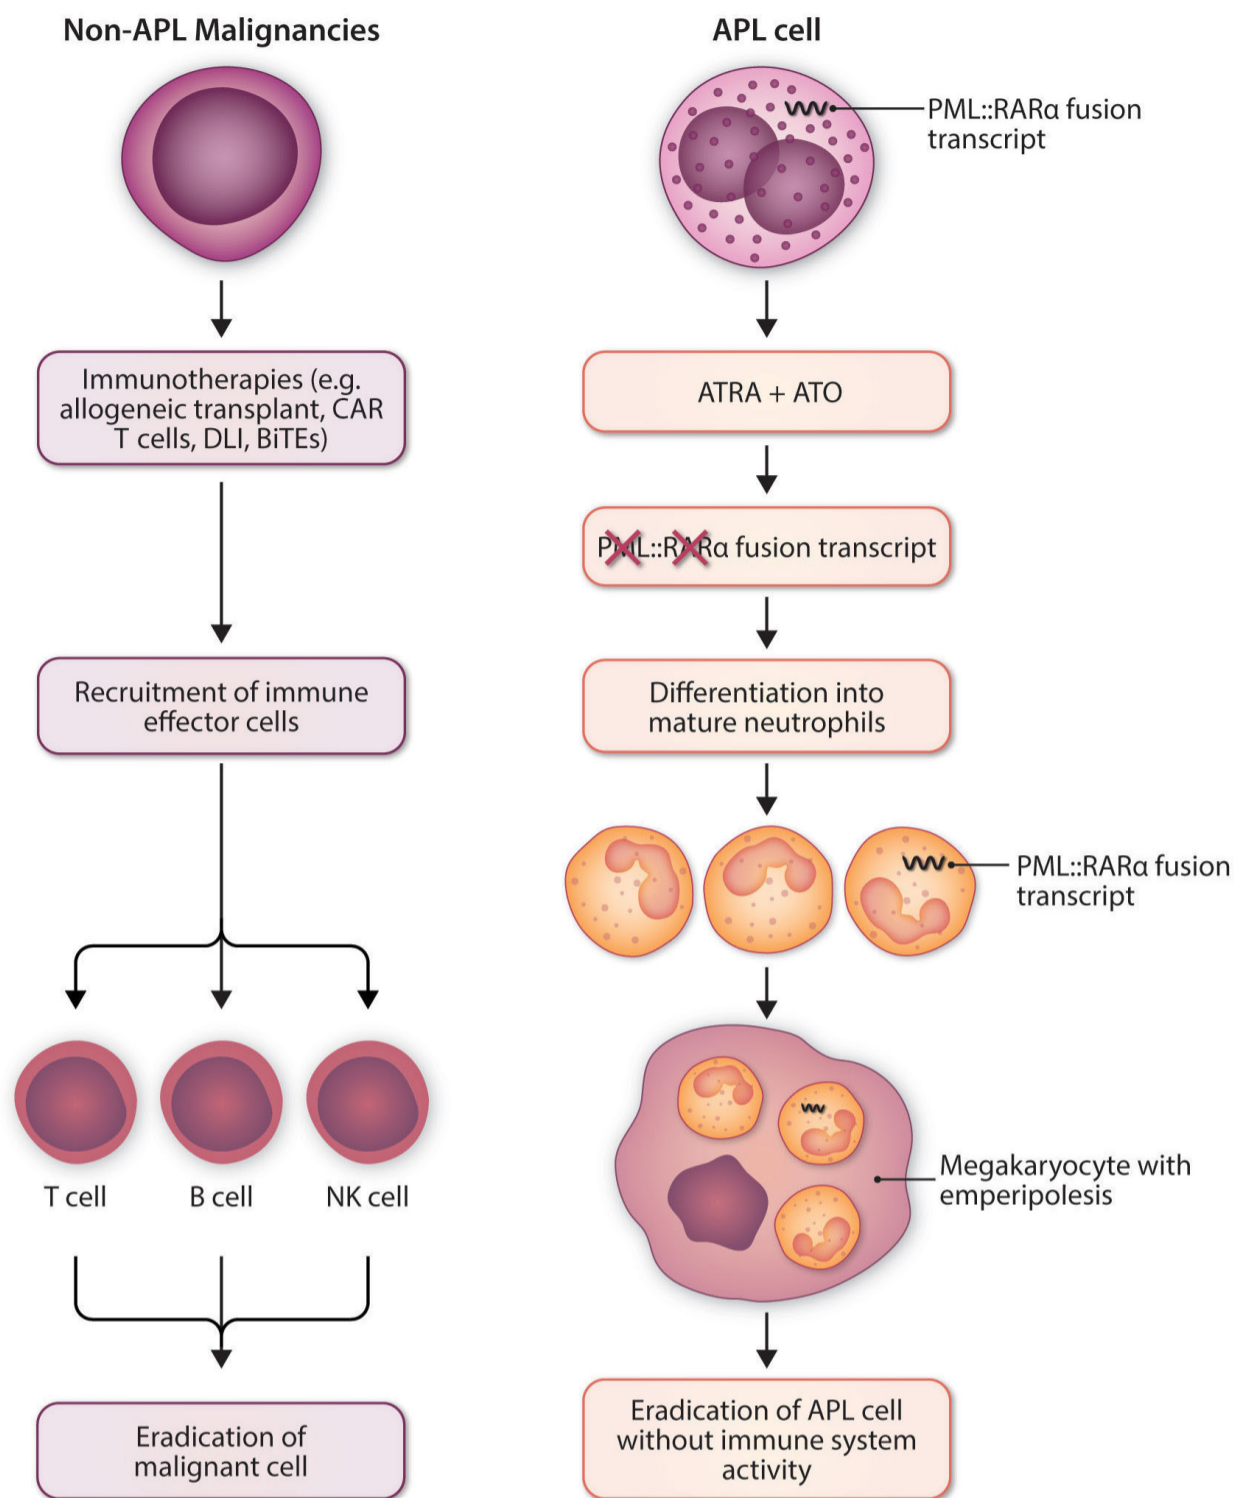 Non-APL Malignancies
Immunotherapies (e.g.
allogeneic transplant, CAR
T cells, DLI, BiTEs)
Recruitment of immune
effector cells
T cell
B cell
NK cell
Eradication of
malignant cell
APL cell
PML::RARα fusion
transcript
ATRA + ATO
PML::RARα fusion transcript
Differentiation into
mature neutrophils
PML::RARα fusion
transcript
Megakaryocyte with
emperipolesis
Eradication of APL cell
without immune system
activity